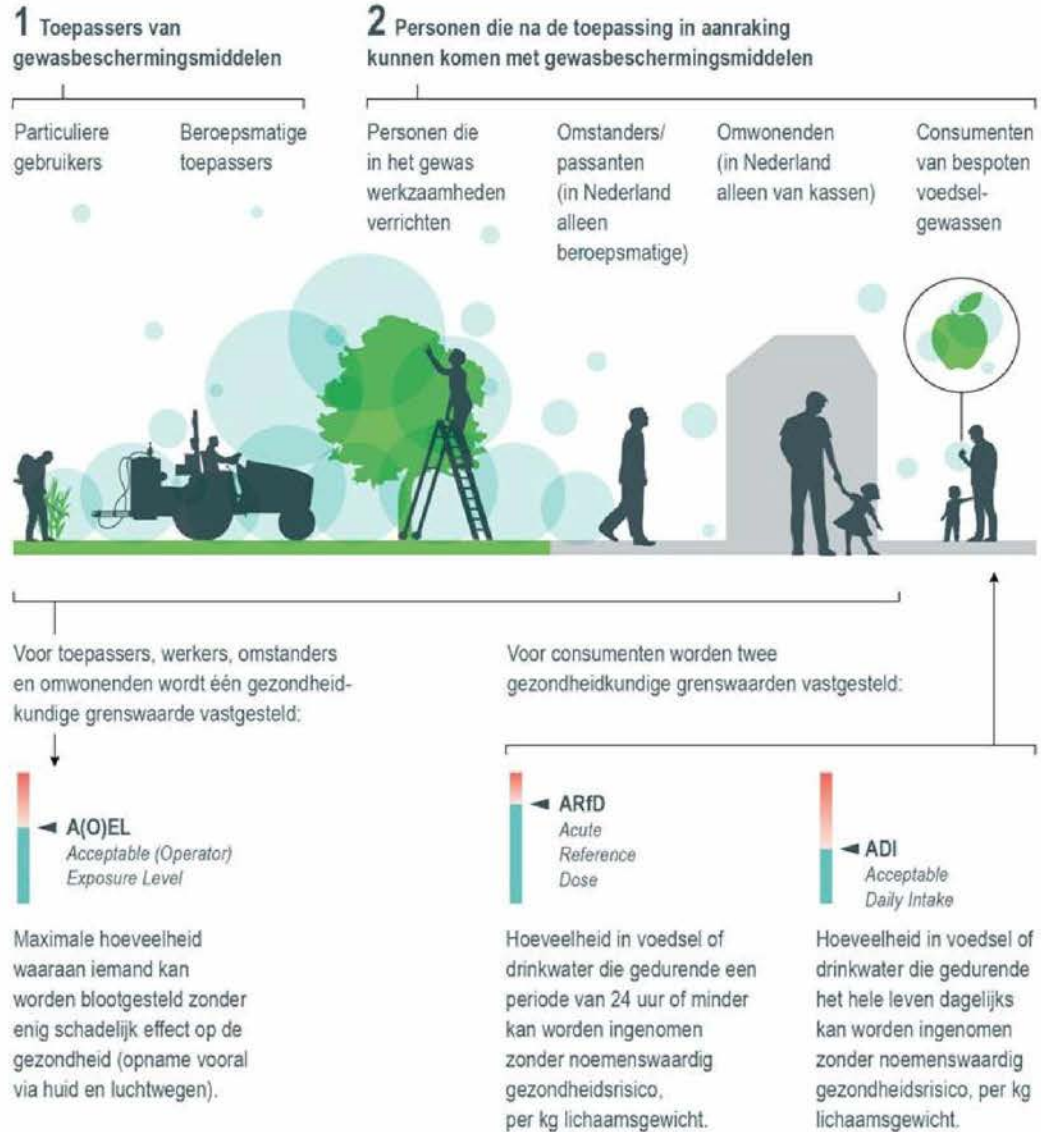 1 Toepassers van
gewasbeschermingsmiddelen
2 Personen die na de toepassing in aanraking
kunnen komen met gewasbeschermingsmiddelen
Particuliere
gebruikers
Beroepsmatige
toepassers
Personen die
in het gewas
werkzaamheden
verrichten
Omstanders/
passanten
(in Nederland
alleen
beroepsmatige)
Omwonenden
(in Nederland
alleen van kassen)
Consumenten
van bespoten
voedsel-
gewassen
Voor toepassers, werkers, omstanders
en omwonenden wordt één gezondheid-
kundige grenswaarde vastgesteld:
Voor consumenten worden twee
gezondheidkundige grenswaarden vastgesteld:
A(O)EL
Acceptable (Operator)
Exposure Level
Maximale hoeveelheid
waaraan iemand kan
worden blootgesteld zonder
enig schadelijk effect op de
gezondheid (opname vooral
via huid en luchtwegen).
ARfD
Acute
Reference
Dose
Hoeveelheid in voedsel of
drinkwater die gedurende een
periode van 24 uur of minder
kan worden ingenomen
zonder noemenswaardig
gezondheidsrisico,
per kg lichaamsgewicht.
ADI
Acceptable
Daily Intake
Hoeveelheid in voedsel of
drinkwater die gedurende
het hele leven dagelijks
kan worden ingenomen
zonder noemenswaardig
gezondheidsrisico, per kg
lichaamsgewicht.